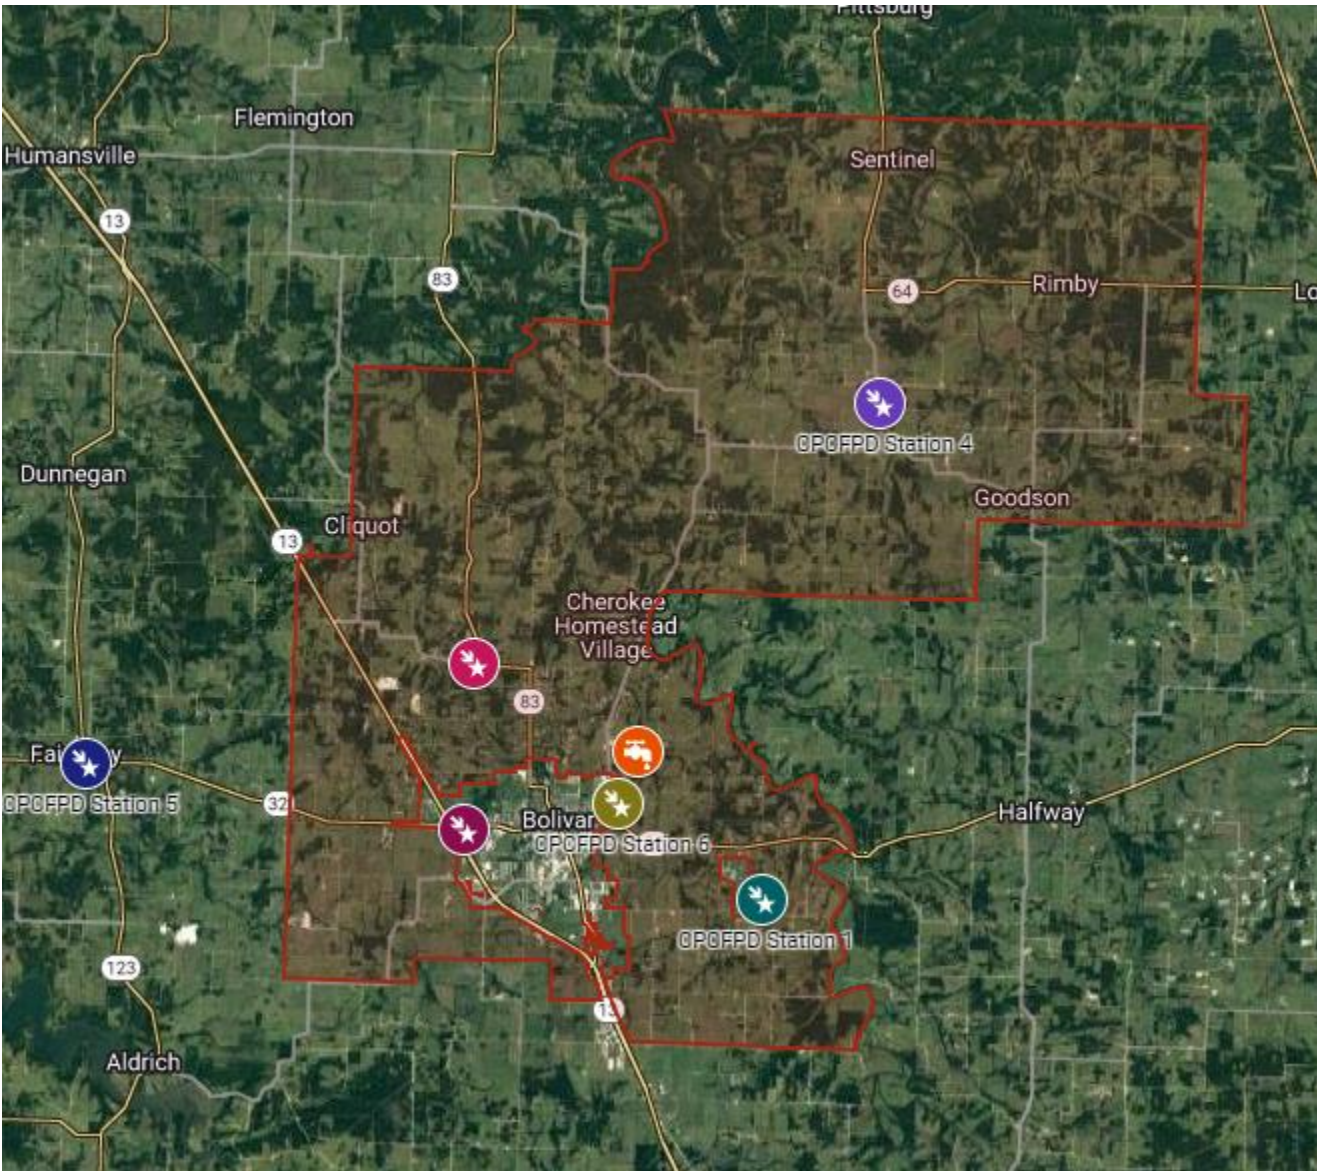 Pittsburg
Flemington
Humansville
Sentinel
13
83
64
Rimby
Lo
CPCFPD Station 4
Dunnegan
Goodson
Cliquot
13
Cherokee
Homestead
Village
83
CPCFPD Station 5
32
Bolivar
Halfway
CPCFPD Station 6
CPCFPD Station 1
123
13
Aldrich